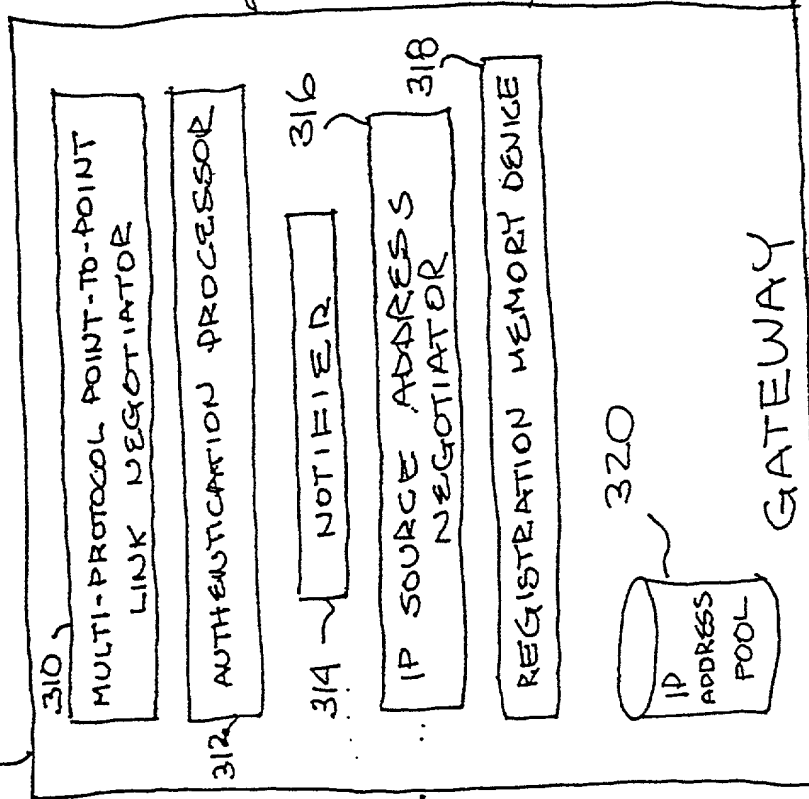 310
MULTI-PROTOCOL POINT-TO-POINT
LINK NEGOTIATOR
312
AUTHENTICATION PROCESSOR
314
NOTIFIER
316
IP SOURCE ADDRESS
NEGOTIATOR
318
REGISTRATION MEMORY DEVICE
320
IP
ADDRESS
POOL
GATEWAY